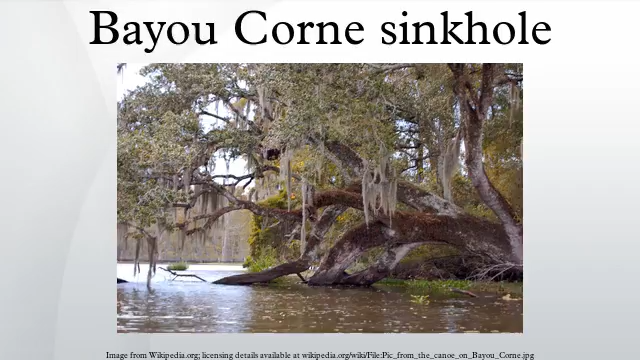 Bayou Corne sinkhole
Image from Wikipedia.org; licensing details available at wikipedia.org/wiki/File:Pic_from_the_canoe_on_Bayou_Corne.jpg